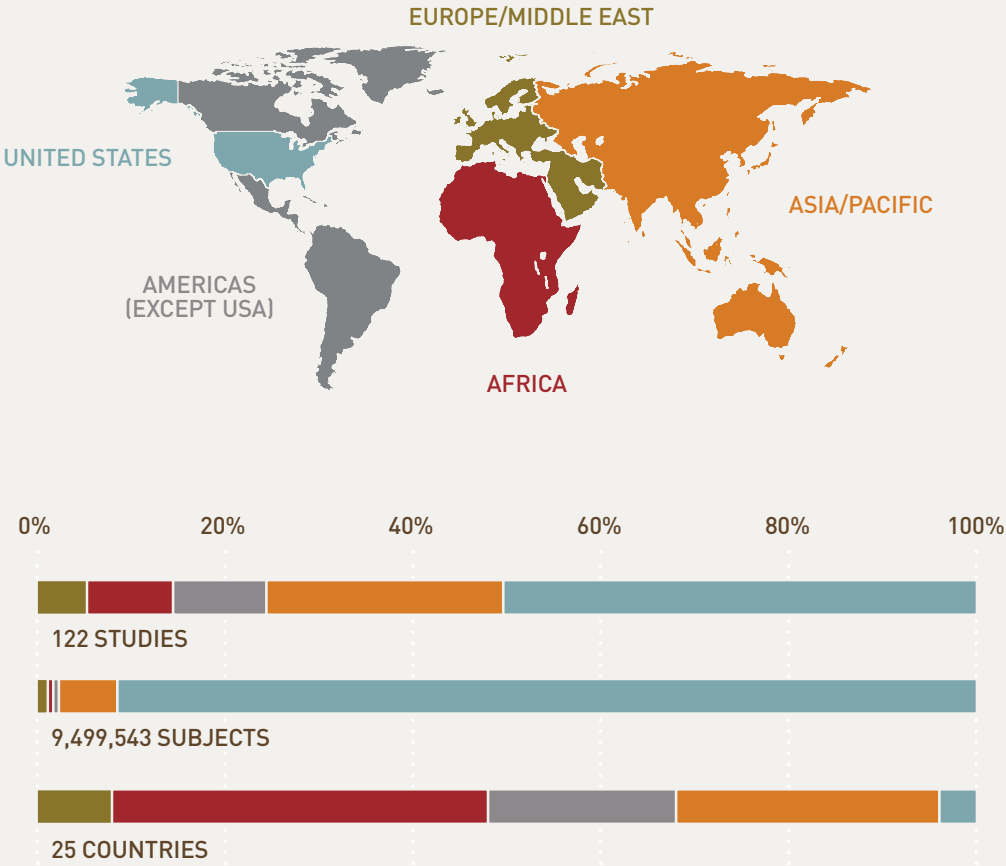 EUROPE/MIDDLE EAST
UNITED STATES
ASIA/PACIFIC
AMERICAS
(EXCEPT USA)
AFRICA
0% 20% 40% 60% 80% 100%
122 STUDIES
9,499,543 SUBJECTS
25 COUNTRIES